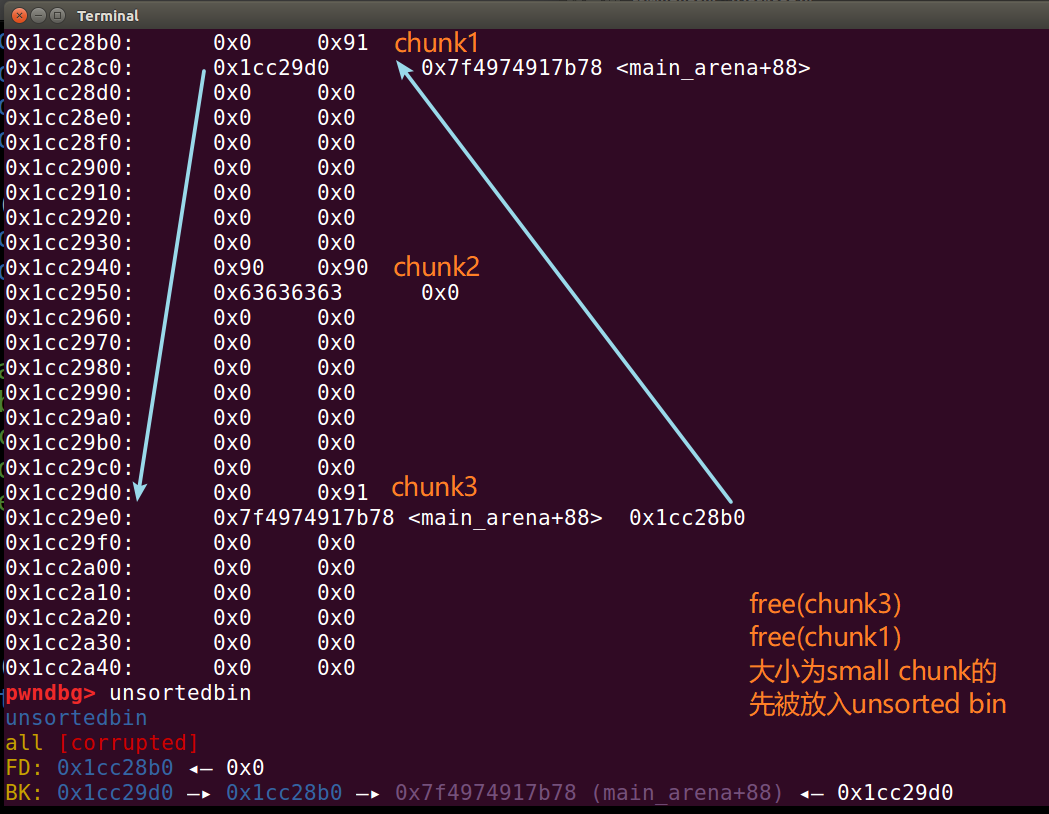 Terminal
0x1cc28b0: 0x0 0x91 chunk1
0x1cc28c0: 0x1cc29d0 0x7f4974917b78 <main_arena+88>
0x1cc28d0: 0x0 0x0
0x1cc28e0: 0x0 0x0
0x1cc28f0: 0x0 0x0
0x1cc2900: 0x0 0x0
0x1cc2910: 0x0 0x0
0x1cc2920: 0x0 0x0
0x1cc2930: 0x0 0x0
0x1cc2940: 0x90 0x90 chunk2
0x1cc2950: 0x63636363 0x0
0x1cc2960: 0x0 0x0
0x1cc2970: 0x0 0x0
0x1cc2980: 0x0 0x0
0x1cc2990: 0x0 0x0
0x1cc29a0: 0x0 0x0
0x1cc29b0: 0x0 0x0
0x1cc29c0: 0x0 0x0
0x1cc29d0: 0x0 0x91 chunk3
0x1cc29e0: 0x7f4974917b78 <main_arena+88> 0x1cc28b0
0x1cc29f0: 0x0 0x0
0x1cc2a00: 0x0 0x0
0x1cc2a10: 0x0 0x0
0x1cc2a20: 0x0 0x0
0x1cc2a30: 0x0 0x0
0x1cc2a40: 0x0 0x0
free(chunk3)
free(chunk1)
大小为small chunk的
先被放入unsorted bin
pwndbg> unsortedbin
unsortedbin
all [corrupted]
FD: 0x1cc28b0 ◂— 0x0
BK: 0x1cc29d0 —▸ 0x1cc28b0 —▸ 0x7f4974917b78 (main_arena+88) ◂— 0x1cc29d0